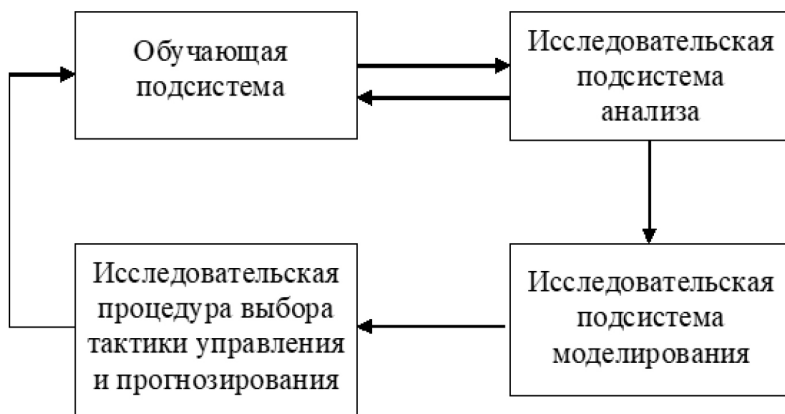 Обучающая
подсистема
Исследовательская
подсистема
анализа
Исследовательская
процедура выбора
тактики управления
и прогнозирования
Исследовательская
подсистема
моделирования